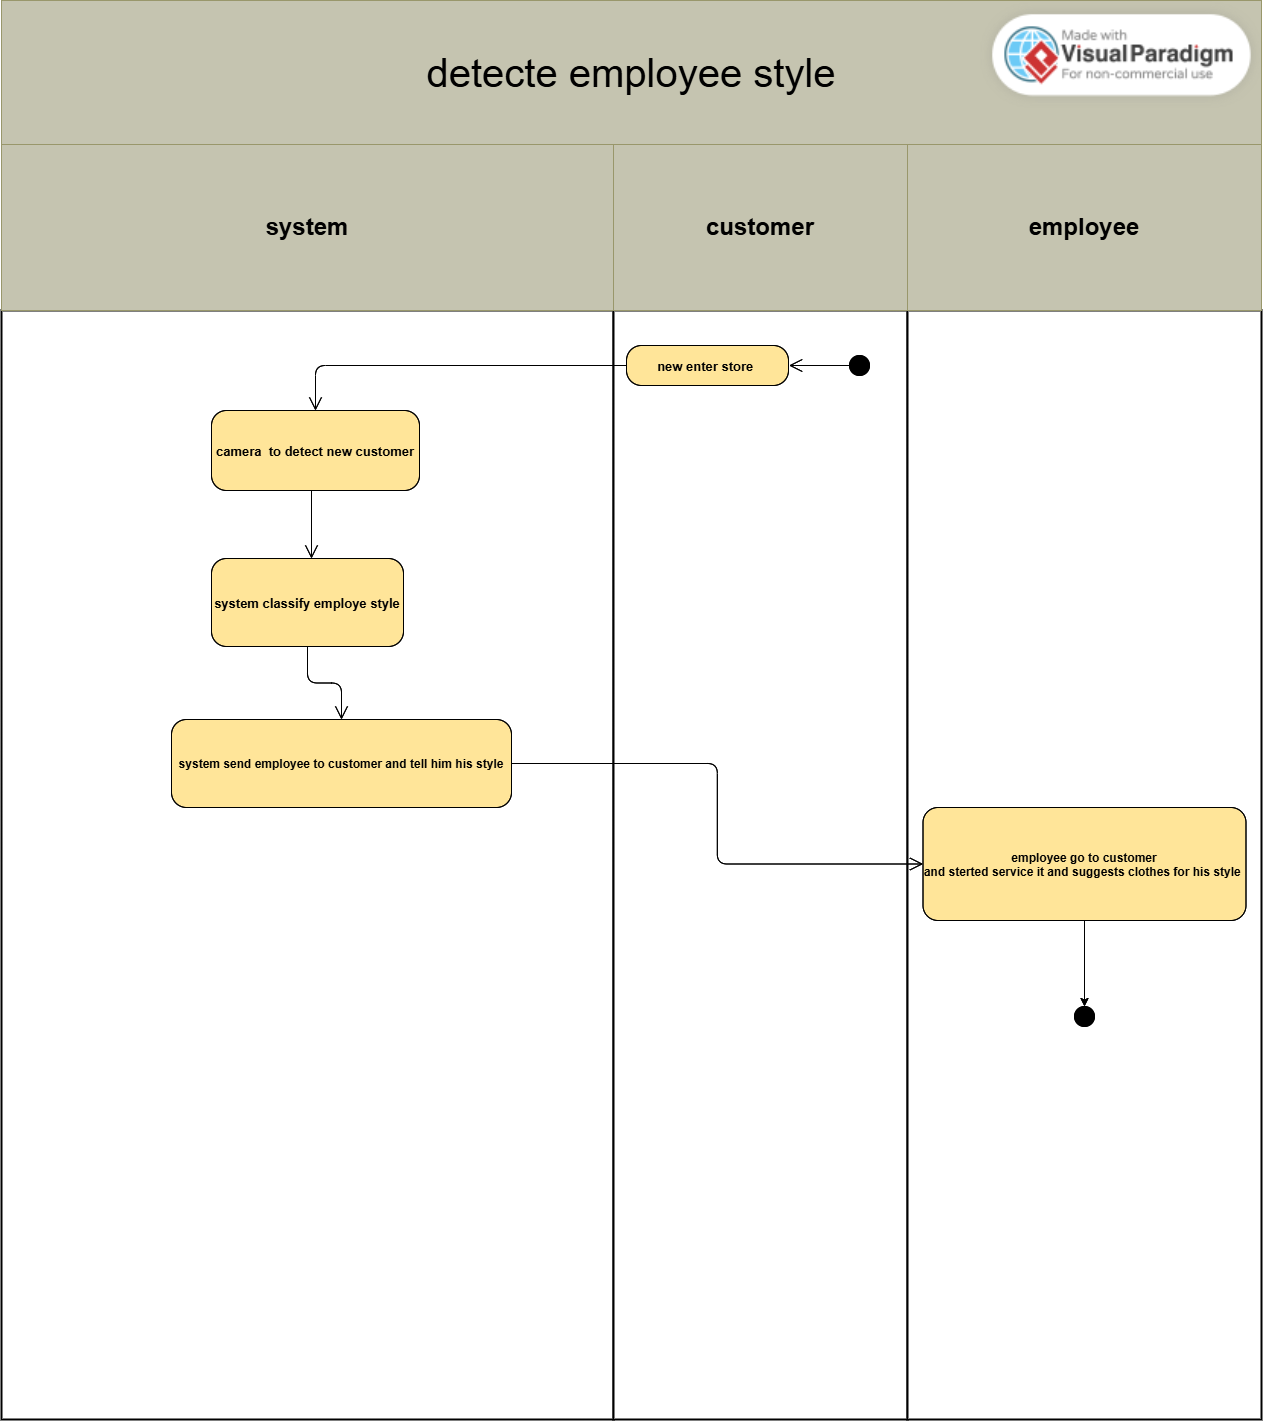 detecte employee style
Made with
Visual Paradigm
For non-commercial use
system
customer
employee
new enter store
camera  to detect new customer
system classify employe style
system send employee to customer and tell him his style
employee go to customer
and sterted service it and suggests clothes for his style